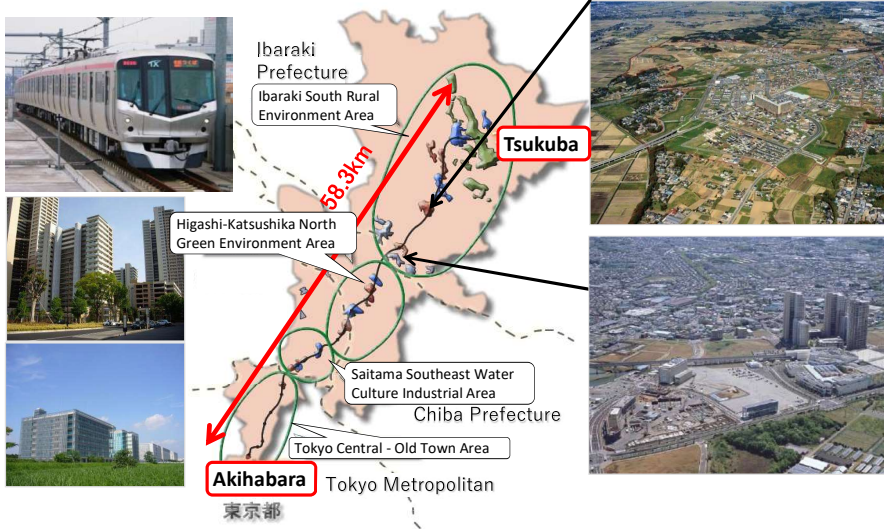 TX
Ibaraki
Prefecture
Ibaraki South Rural
Environment Area
Tsukuba
58.3km
Higashi-Katsushika North
Green Environment Area
Saitama Southeast Water
Culture Industrial Area
Chiba Prefecture
Tokyo Central - Old Town Area
Akihabara
Tokyo Metropolitan
東京都